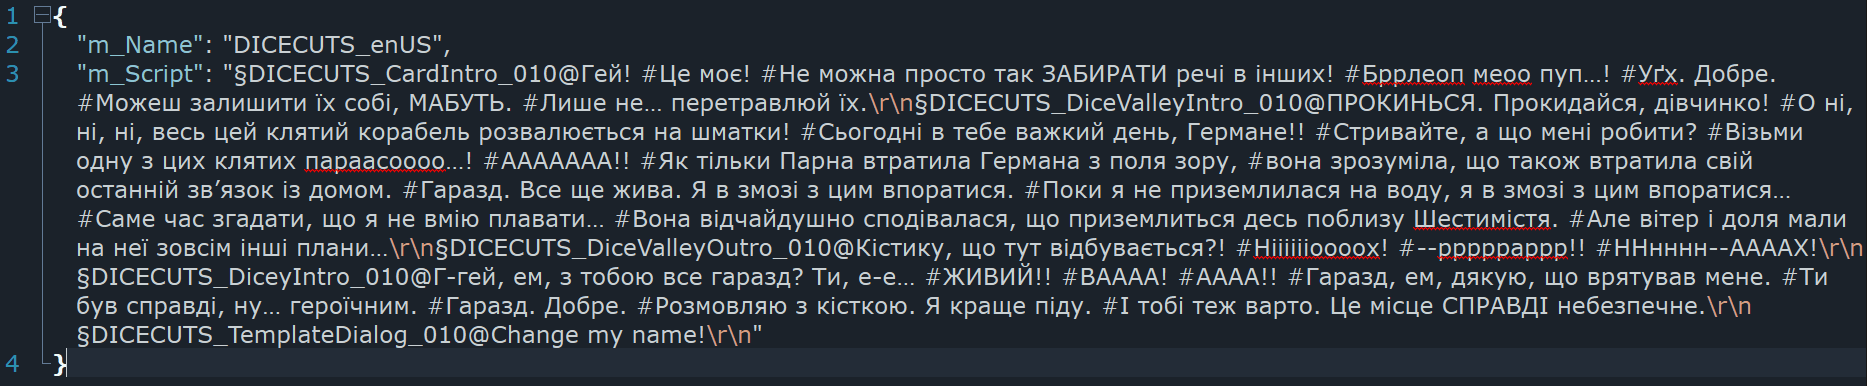 1 {
2 "m_Name": "DICECUTS_enUS",
3 "m_Script": "§DICECUTS_CardIntro_010@Гей! #Це моє! #Не можна просто так ЗАБИРАТИ речі в інших! #Бррлеоп меоо пуп…! #Уґх. Добре.
#Можеш залишити їх собі, МАБУТЬ. #Лише не… перетравлюй їх.\r\n§DICECUTS_DiceValleyIntro_010@ПРОКИНЬСЯ. Прокидайся, дівчинко! #О ні,
ні, ні, весь цей клятий корабель розвалюється на шматки! #Сьогодні в тебе важкий день, Германе!! #Стривайте, а що мені робити? #Візьми
одну з цих клятих параасоооо…! #ААААААА!! #Як тільки Парна втратила Германа з поля зору, #вона зрозуміла, що також втратила свій
останній зв’язок із домом. #Гаразд. Все ще жива. Я в змозі з цим впоратися. #Поки я не приземлилася на воду, я в змозі з цим впоратися…
#Саме час згадати, що я не вмію плавати… #Вона відчайдушно сподівалася, що приземлиться десь поблизу Шестимістя. #Але вітер і доля мали
на неї зовсім інші плани…\r\n§DICECUTS_DiceValleyOutro_010@Кістику, що тут відбувається?! #Ніііііііоооох! #--ррррраррр!! #ННнннн--ААААХ!\r\n
§DICECUTS_DiceyIntro_010@Г-гей, ем, з тобою все гаразд? Ти, е-е… #ЖИВИЙ!! #ВАААА! #АААА!! #Гаразд, ем, дякую, що врятував мене. #Ти
був справді, ну… героїчним. #Гаразд. Добре. #Розмовляю з кісткою. Я краще піду. #І тобі теж варто. Це місце СПРАВДІ небезпечне.\r\n
§DICECUTS_TemplateDialog_010@Change my name!\r\n"
4 }